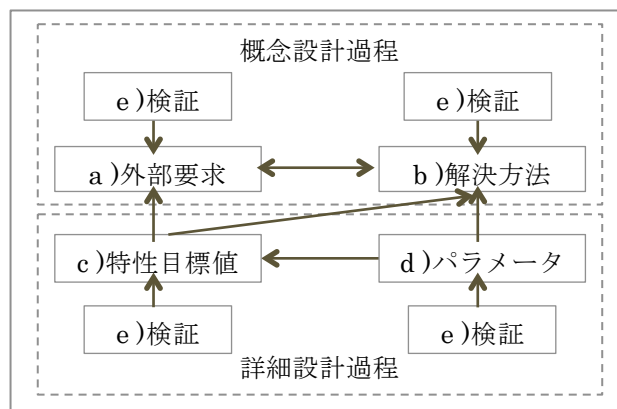 概念設計過程
e)検証 e)検証
a)外部要求 b)解決方法
c)特性目標値 d)パラメータ
e)検証 e)検証
詳細設計過程